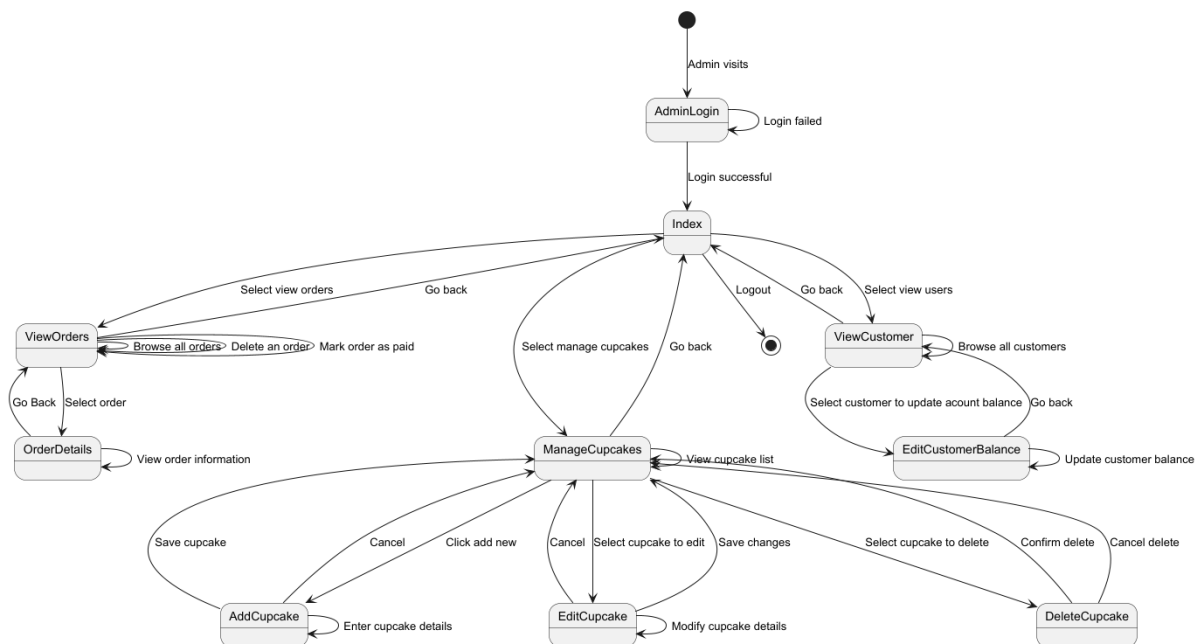 Admin visits
AdminLogin
Login failed
Login successful
Index
Select view orders
Go back
Logout
Go back
Select view users
ViewOrders
Browse all orders
Delete an order
Mark order as paid
Select manage cupcakes
Go back
ViewCustomer
Browse all customers
Go Back
Select order
Select customer to update acount balance
Go back
OrderDetails
View order information
ManageCupcakes
View cupcake list
EditCustomerBalance
Update customer balance
Save cupcake
Cancel
Click add new
Cancel
Select cupcake to edit
Save changes
Select cupcake to delete
Confirm delete
Cancel delete
AddCupcake
Enter cupcake details
EditCupcake
Modify cupcake details
DeleteCupcake